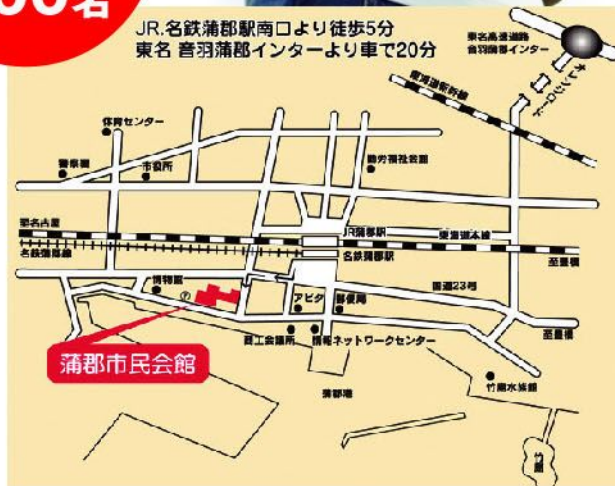 00名
JR.名鉄蒲郡駅南口より徒歩5分
東名 音羽蒲郡インターより車で20分
東名高速道路
音羽蒲郡インター
オレンジロード
東海道新幹線
体育センター
警察署
市役所
勤労福祉会館
至名古屋
JR蒲郡駅
東海道本線
名鉄蒲郡線
名鉄蒲郡駅
至豊橋
博物館
国道23号
アピタ
郵便局
商工会議所
情報ネットワークセンター
至豊橋
蒲郡市民会館
蒲郡港
竹島水族館
竹島